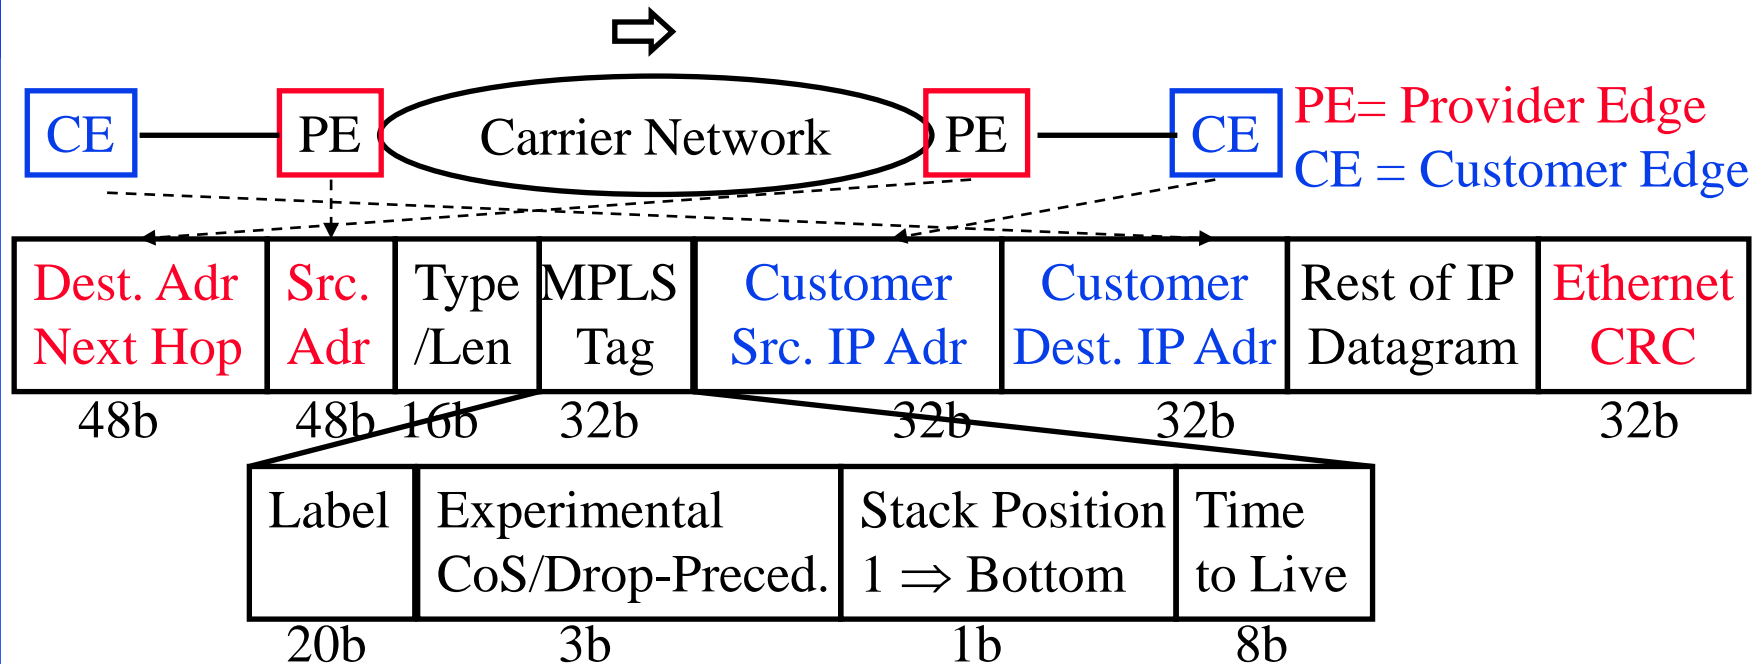 CE
PE
Carrier Network
PE
CE
PE= Provider Edge
CE = Customer Edge
Dest. Adr
Next Hop
Src.
Adr
Type
/Len
MPLS
Tag
Customer
Src. IP Adr
Customer
Dest. IP Adr
Rest of IP
Datagram
Ethernet
CRC
48b
48b
16b
32b
32b
32b
32b
Label
Experimental
CoS/Drop-Preced.
Stack Position
1 ⇒ Bottom
Time
to Live
20b
3b
1b
8b